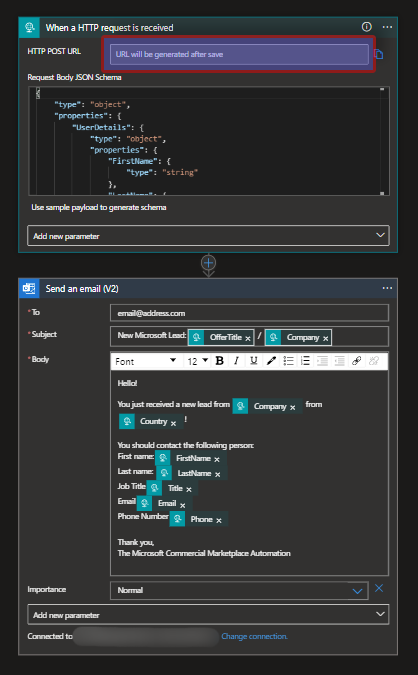 When a HTTP request is received
HTTP POST URL
URL will be generated after save
Request Body JSON Schema
{
"type": "object",
"properties": {
"UserDetails": {
"type": "object",
"properties": {
"FirstName": {
"type": "string"
},
"LastName": {
Use sample payload to generate schema
Add new parameter
Send an email (V2)
* To email@address.com
* Subject New Microsoft Lead: OfferTitle x / Company x
* Body Font 12 B I U
Hello!
You just received a new lead from Company x from
Country x !
You should contact the following person:
First name: FirstName x
Last name: LastName x
Job Title Title x
Email Email x
Phone Number Phone x
Thank you,
The Microsoft Commercial Marketplace Automation
Importance Normal
Add new parameter
Connected to Change connection.